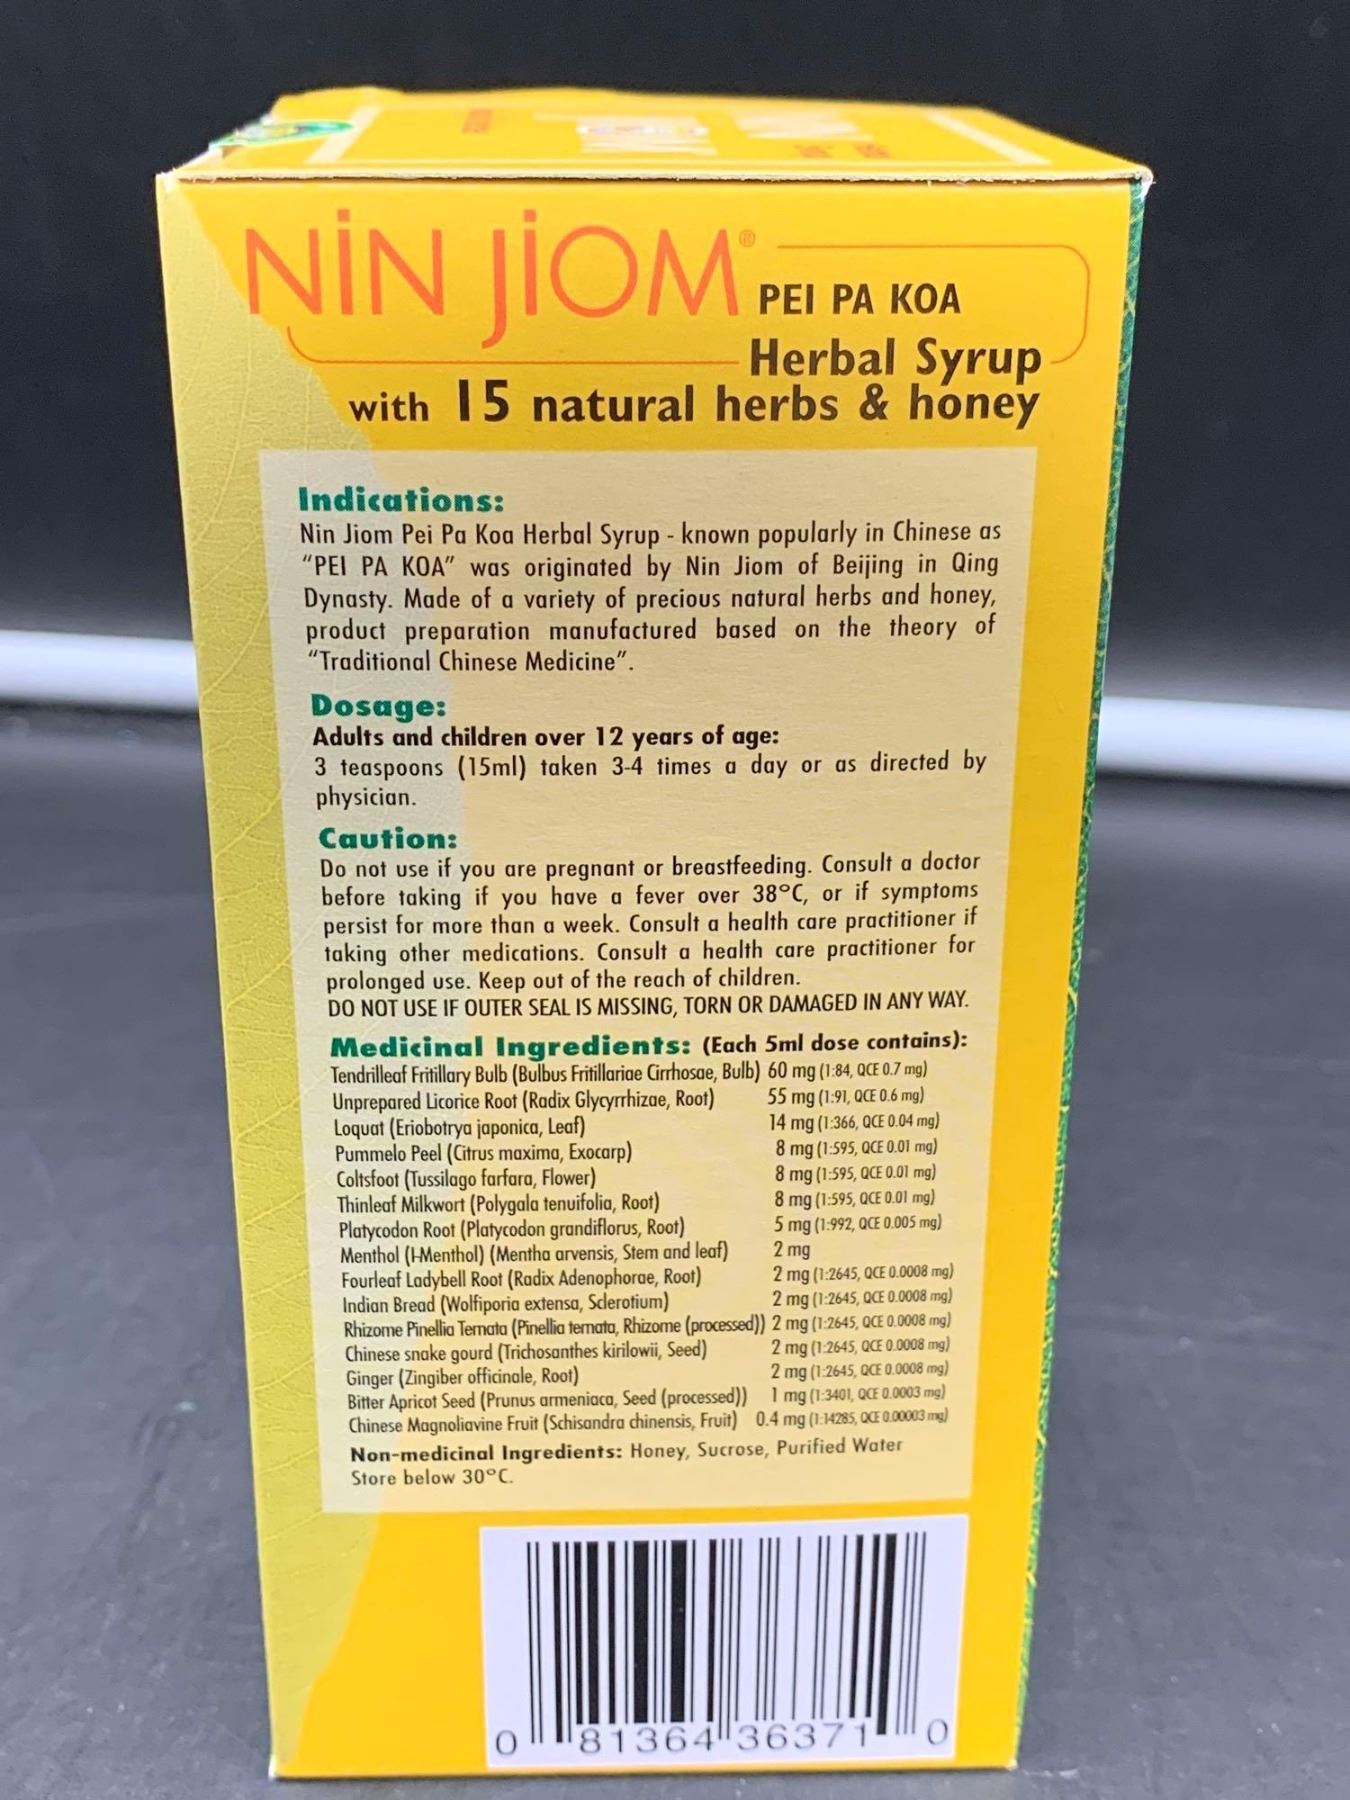 NiN JiOM® PEI PA KOA
Herbal Syrup
with 15 natural herbs & honey
Indications:
Nin Jiom Pei Pa Koa Herbal Syrup - known popularly in Chinese as
"PEI PA KOA" was originated by Nin Jiom of Beijing in Qing
Dynasty. Made of a variety of precious natural herbs and honey,
product preparation manufactured based on the theory of
"Traditional Chinese Medicine".
Dosage:
Adults and children over 12 years of age:
3 teaspoons (15ml) taken 3-4 times a day or as directed by
physician.
Caution:
Do not use if you are pregnant or breastfeeding. Consult a doctor
before taking if you have a fever over 38°C, or if symptoms
persist for more than a week. Consult a health care practitioner if
taking other medications. Consult a health care practitioner for
prolonged use. Keep out of the reach of children.
DO NOT USE IF OUTER SEAL IS MISSING, TORN OR DAMAGED IN ANY WAY.
Medicinal Ingredients: (Each 5ml dose contains):
Tendrilleaf Fritillary Bulb (Bulbus Fritillariae Cirrhosae, Bulb) 60 mg (1:84, QCE 0.7 mg)
Unprepared Licorice Root (Radix Glycyrrhizae, Root) 55 mg (1:91, QCE 0.6 mg)
Loquat (Eriobotrya japonica, Leaf) 14 mg (1:366, QCE 0.04 mg)
Pummelo Peel (Citrus maxima, Exocarp) 8 mg (1:595, QCE 0.01 mg)
Coltsfoot (Tussilago farfara, Flower) 8 mg (1:595, QCE 0.01 mg)
Thinleaf Milkwort (Polygala tenuifolia, Root) 8 mg (1:595, QCE 0.01 mg)
Platycodon Root (Platycodon grandiflorus, Root) 5 mg (1:992, QCE 0.005 mg)
Menthol (l-Menthol) (Mentha arvensis, Stem and leaf) 2 mg
Fourleaf Ladybell Root (Radix Adenophorae, Root) 2 mg (1:2645, QCE 0.0008 mg)
Indian Bread (Wolfiporia extensa, Sclerotium) 2 mg (1:2645, QCE 0.0008 mg)
Rhizome Pinellia Ternata (Pinellia ternata, Rhizome (processed)) 2 mg (1:2645, QCE 0.0008 mg)
Chinese snake gourd (Trichosanthes kirilowii, Seed) 2 mg (1:2645, QCE 0.0008 mg)
Ginger (Zingiber officinale, Root) 2 mg (1:2645, QCE 0.0008 mg)
Bitter Apricot Seed (Prunus armeniaca, Seed (processed)) 1 mg (1:3401, QCE 0.0003 mg)
Chinese Magnoliavine Fruit (Schisandra chinensis, Fruit) 0.4 mg (1:14285, QCE 0.00003 mg)
Non-medicinal Ingredients: Honey, Sucrose, Purified Water
Store below 30°C.
0 81364 36371 0